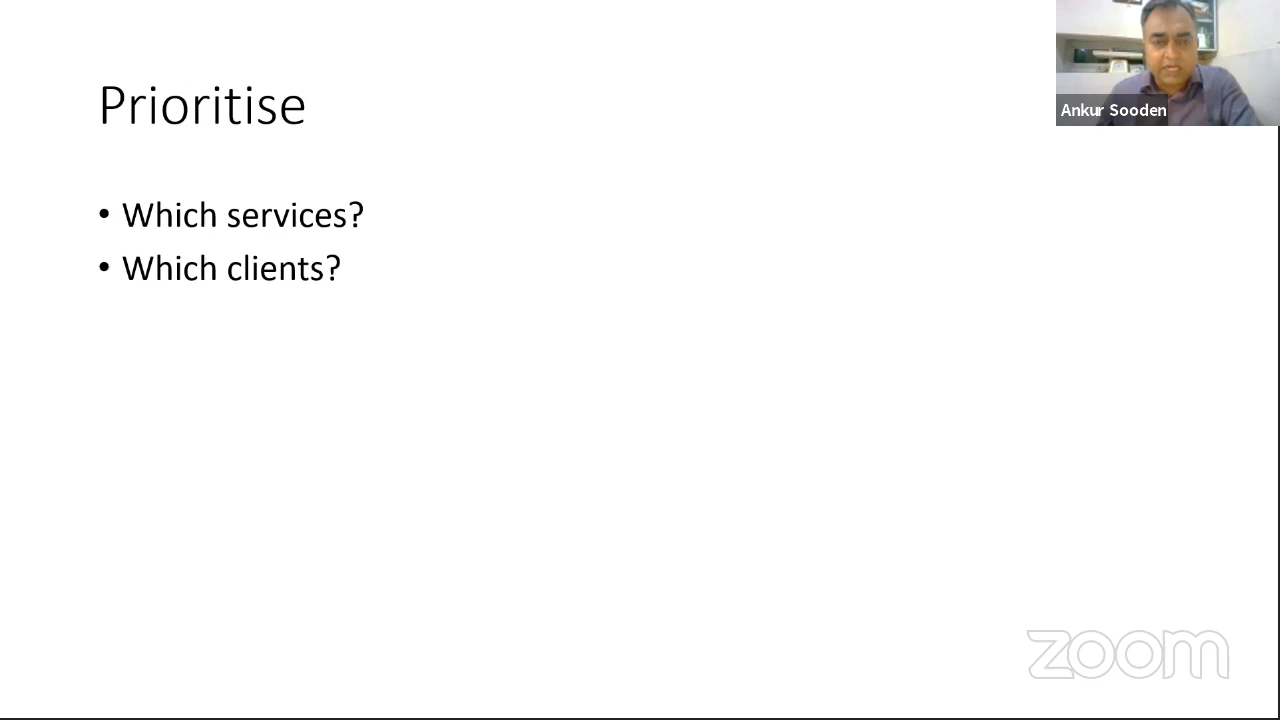 Prioritise
• Which services?
• Which clients?
Ankur Sooden
zoom